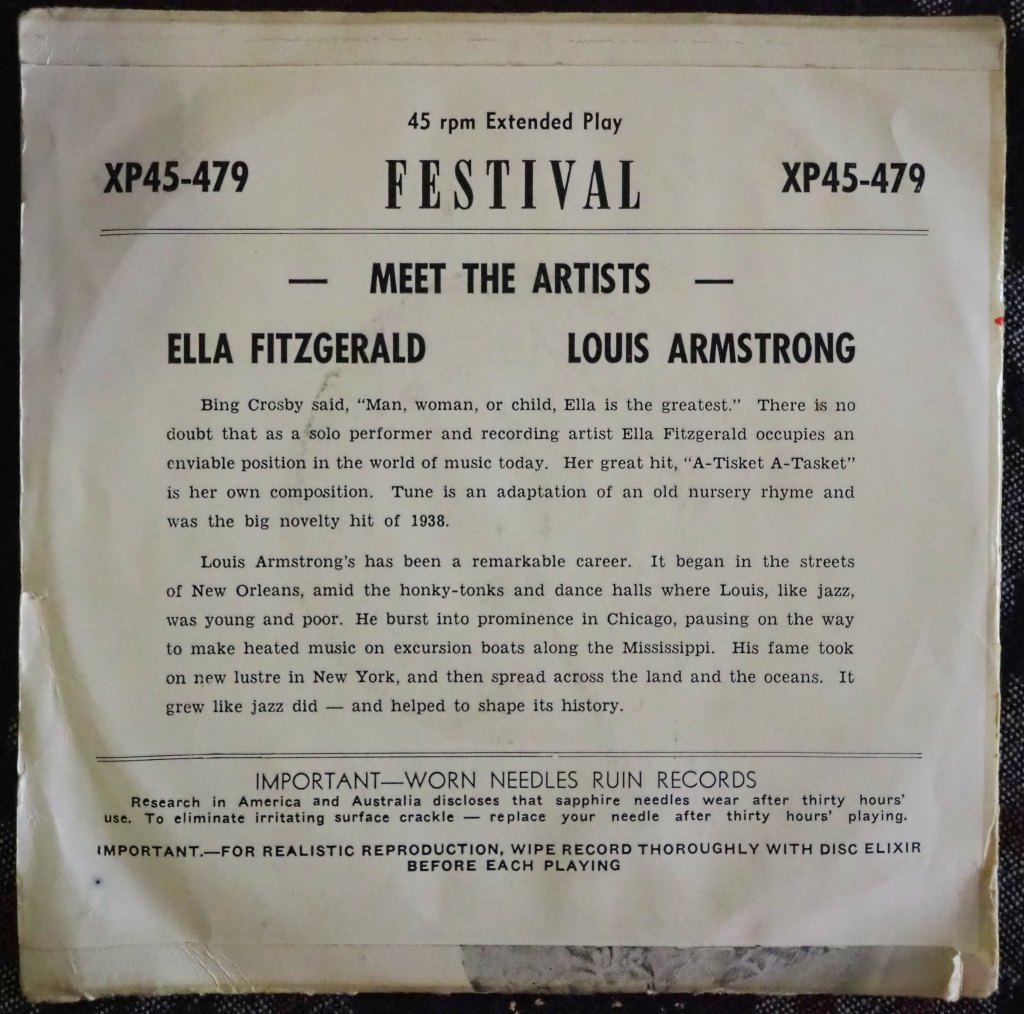 45 rpm Extended Play
XP45-479 FESTIVAL XP45-479
— MEET THE ARTISTS —
ELLA FITZGERALD LOUIS ARMSTRONG
Bing Crosby said, “Man, woman, or child, Ella is the greatest.” There is no
doubt that as a solo performer and recording artist Ella Fitzgerald occupies an
enviable position in the world of music today. Her great hit, “A-Tisket A-Tasket”
is her own composition. Tune is an adaptation of an old nursery rhyme and
was the big novelty hit of 1938.
Louis Armstrong’s has been a remarkable career. It began in the streets
of New Orleans, amid the honky-tonks and dance halls where Louis, like jazz,
was young and poor. He burst into prominence in Chicago, pausing on the way
to make heated music on excursion boats along the Mississippi. His fame took
on new lustre in New York, and then spread across the land and the oceans. It
grew like jazz did — and helped to shape its history.
IMPORTANT—WORN NEEDLES RUIN RECORDS
Research in America and Australia discloses that sapphire needles wear after thirty hours’
use. To eliminate irritating surface crackle — replace your needle after thirty hours’ playing.
IMPORTANT.—FOR REALISTIC REPRODUCTION, WIPE RECORD THOROUGHLY WITH DISC ELIXIR
BEFORE EACH PLAYING